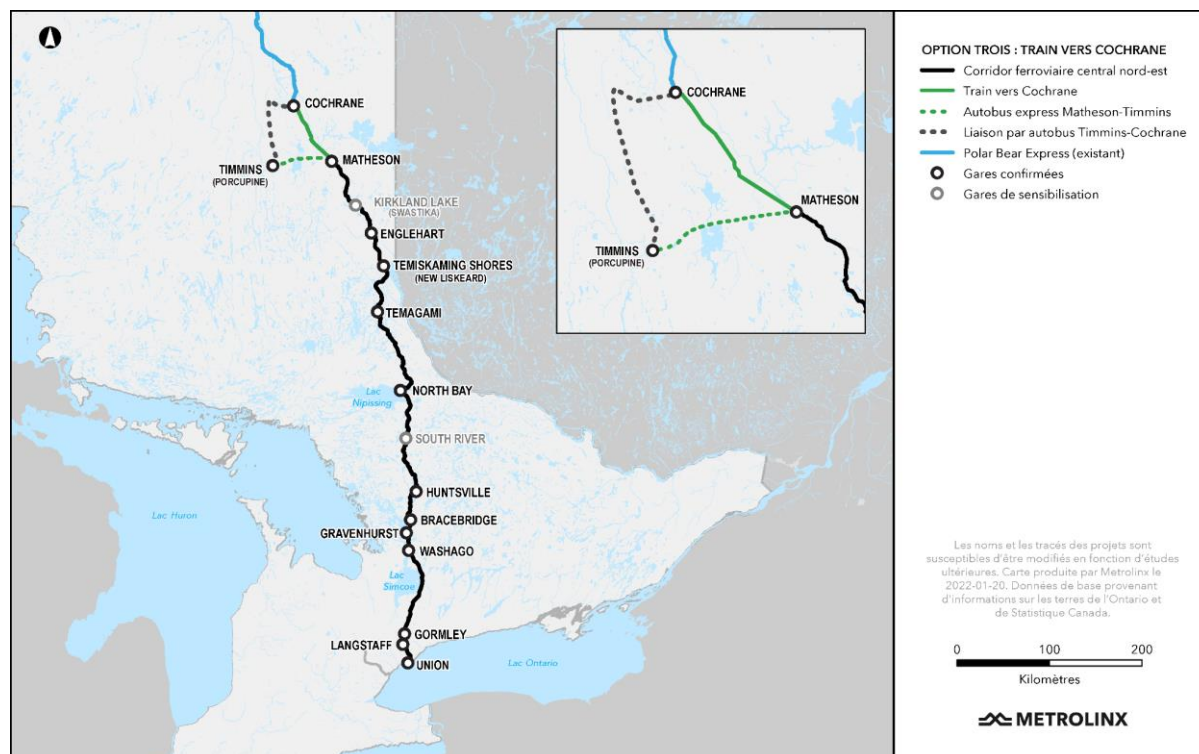 COCHRANE
TIMMINS
(PORCUPINE)
MATHESON
KIRKLAND LAKE
(SWASTIKA)
ENGLEHART
TEMISKAMING SHORES
(NEW LISKEARD)
TEMAGAMI
Lac
Nipissing
NORTH BAY
SOUTH RIVER
HUNTSVILLE
Lac Huron
BRACEBRIDGE
GRAVENHURST
WASHAGO
Lac
Simcoe
GORMLEY
LANGSTAFF
UNION
Lac Ontario
COCHRANE
MATHESON
TIMMINS
(PORCUPINE)
OPTION TROIS : TRAIN VERS COCHRANE
Corridor ferroviaire central nord-est
Train vers Cochrane
Autobus express Matheson-Timmins
Liaison par autobus Timmins-Cochrane
Polar Bear Express (existant)
Gares confirmées
Gares de sensibilisation
Les noms et les tracés des projets sont
susceptibles d'être modifiés en fonction d'études
ultérieures. Carte produite par Metrolinx le
2022-01-20. Données de base provenant
d'informations sur les terres de l'Ontario et
de Statistique Canada.
0 100 200
Kilomètres
METROLINX